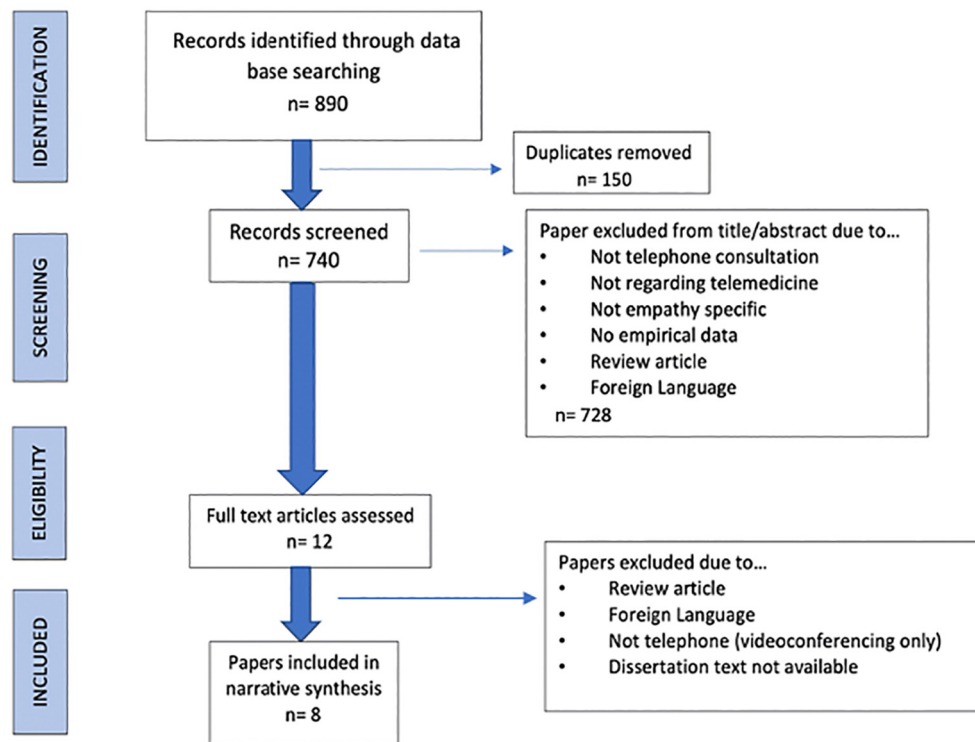 IDENTIFICATION
Records identified through data
base searching
n= 890
Duplicates removed
n= 150
SCREENING
Records screened
n= 740
Paper excluded from title/abstract due to...
• Not telephone consultation
• Not regarding telemedicine
• Not empathy specific
• No empirical data
• Review article
• Foreign Language
n= 728
ELIGIBILITY
Full text articles assessed
n= 12
Papers excluded due to...
• Review article
• Foreign Language
• Not telephone (videoconferencing only)
• Dissertation text not available
INCLUDED
Papers included in
narrative synthesis
n= 8